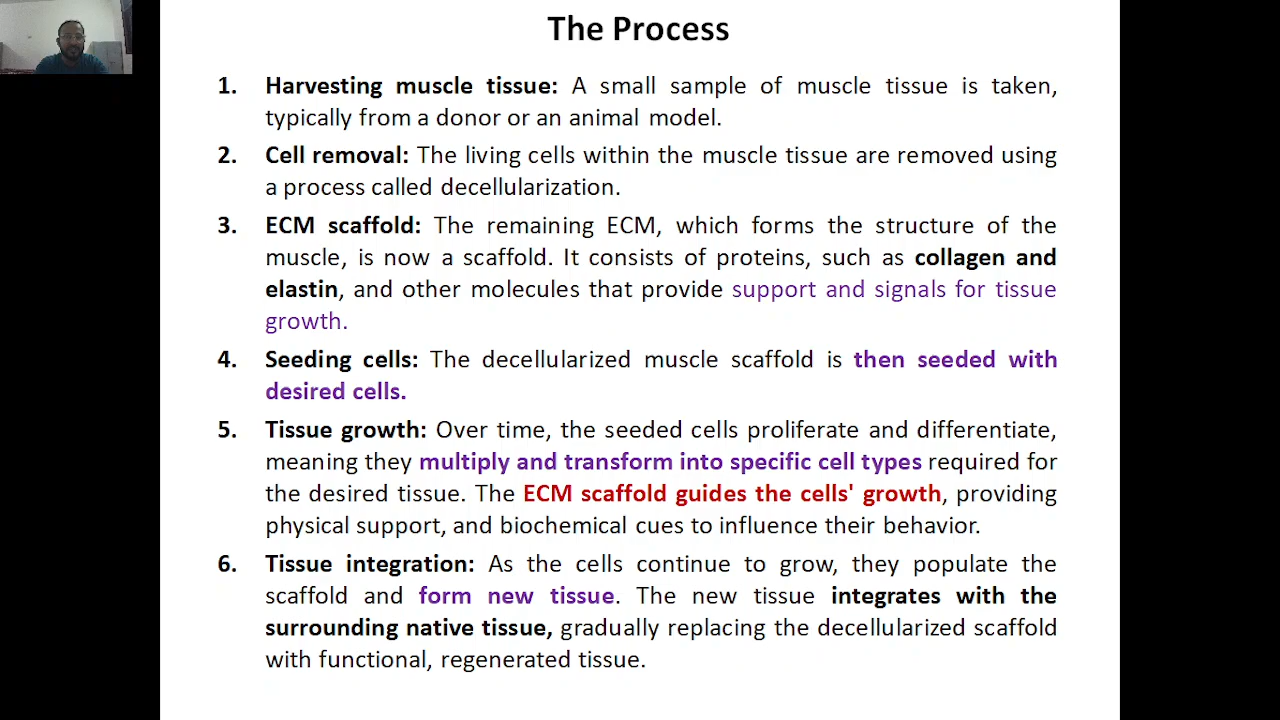 The Process
1. Harvesting muscle tissue: A small sample of muscle tissue is taken,
typically from a donor or an animal model.
2. Cell removal: The living cells within the muscle tissue are removed using
a process called decellularization.
3. ECM scaffold: The remaining ECM, which forms the structure of the
muscle, is now a scaffold. It consists of proteins, such as collagen and
elastin, and other molecules that provide support and signals for tissue
growth.
4. Seeding cells: The decellularized muscle scaffold is then seeded with
desired cells.
5. Tissue growth: Over time, the seeded cells proliferate and differentiate,
meaning they multiply and transform into specific cell types required for
the desired tissue. The ECM scaffold guides the cells' growth, providing
physical support, and biochemical cues to influence their behavior.
6. Tissue integration: As the cells continue to grow, they populate the
scaffold and form new tissue. The new tissue integrates with the
surrounding native tissue, gradually replacing the decellularized scaffold
with functional, regenerated tissue.